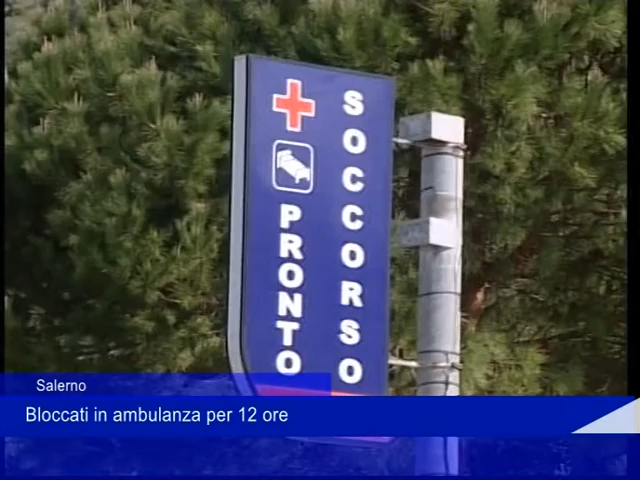 PRONTO
SOCCORSO
Salerno
Bloccati in ambulanza per 12 ore